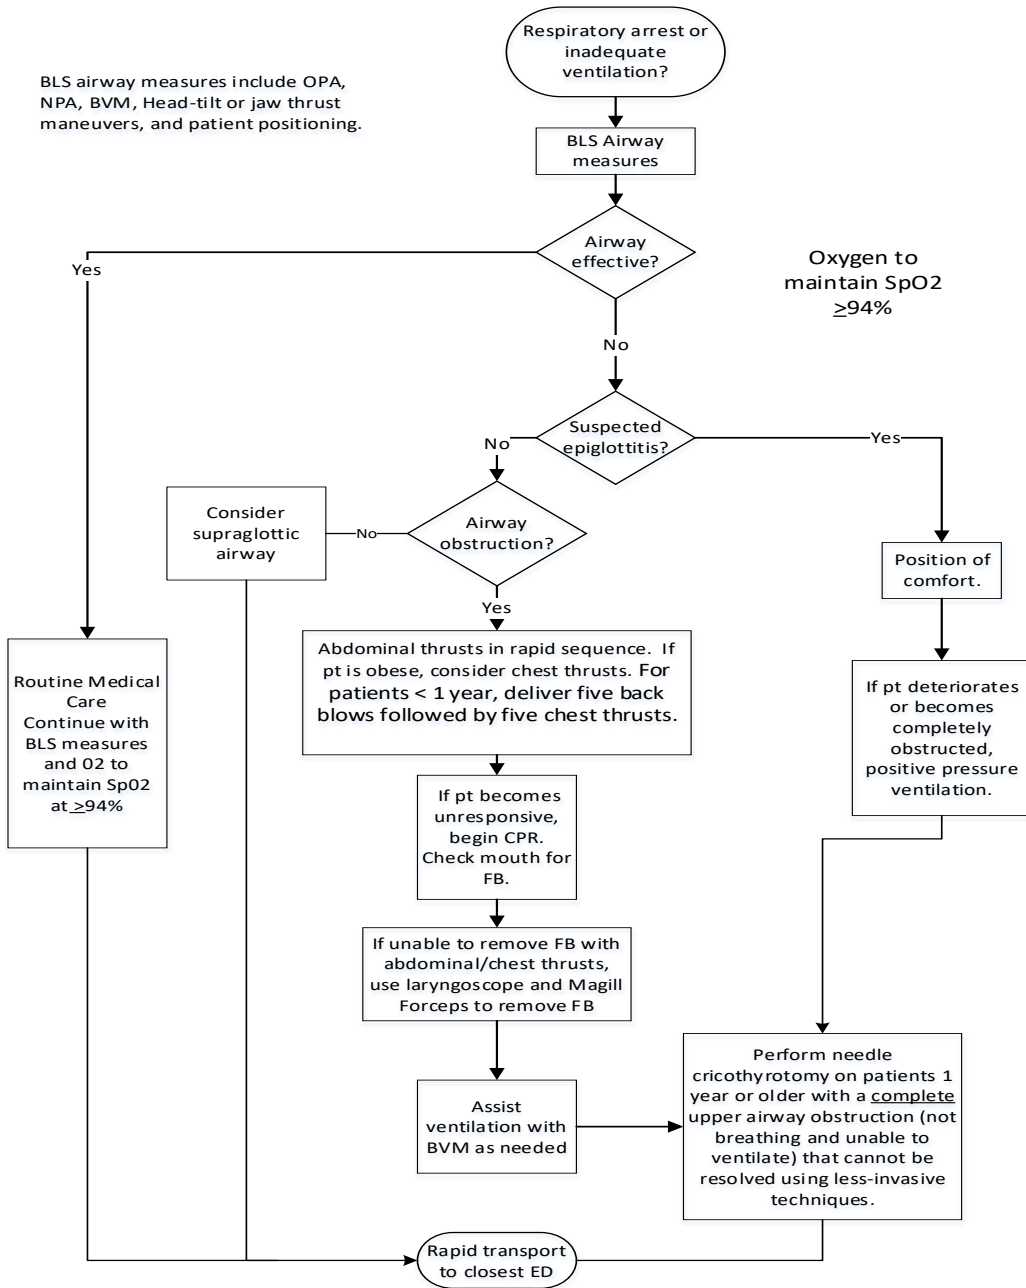 Respiratory arrest or
inadequate
ventilation?
BLS airway measures include OPA,
NPA, BVM, Head-tilt or jaw thrust
maneuvers, and patient positioning.
BLS Airway
measures
Airway
effective?
Yes
Oxygen to
maintain SpO2
≥94%
No
Suspected
epiglottitis?
No
Yes
Consider
supraglottic
airway
No
Airway
obstruction?
Position of
comfort.
Yes
Routine Medical
Care
Continue with
BLS measures
and 02 to
maintain Sp02
at ≥94%
Abdominal thrusts in rapid sequence. If
pt is obese, consider chest thrusts. For
patients < 1 year, deliver five back
blows followed by five chest thrusts.
If pt deteriorates
or becomes
completely
obstructed,
positive pressure
ventilation.
If pt becomes
unresponsive,
begin CPR.
Check mouth for
FB.
If unable to remove FB with
abdominal/chest thrusts,
use laryngoscope and Magill
Forceps to remove FB
Assist
ventilation with
BVM as needed
Perform needle
cricothyrotomy on patients 1
year or older with a complete
upper airway obstruction (not
breathing and unable to
ventilate) that cannot be
resolved using less-invasive
techniques.
Rapid transport
to closest ED